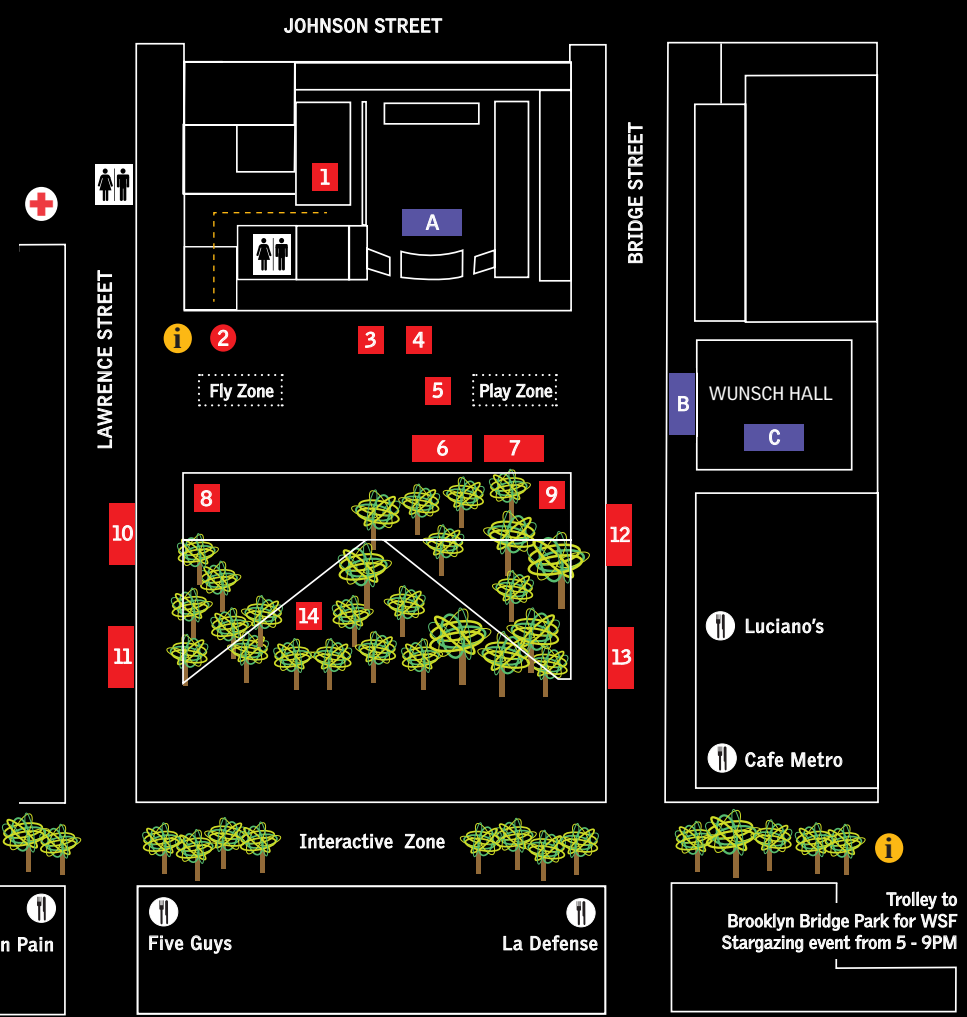 JOHNSON STREET
BRIDGE STREET
LAWRENCE STREET
1
A
i
2
3
4
Fly Zone
5
Play Zone
B
WUNSCH HALL
C
6
7
8
9
10
12
14
11
13
Luciano's
Cafe Metro
Interactive Zone
i
n Pain
Five Guys
La Defense
Trolley to
Brooklyn Bridge Park for WSF
Stargazing event from 5 - 9PM